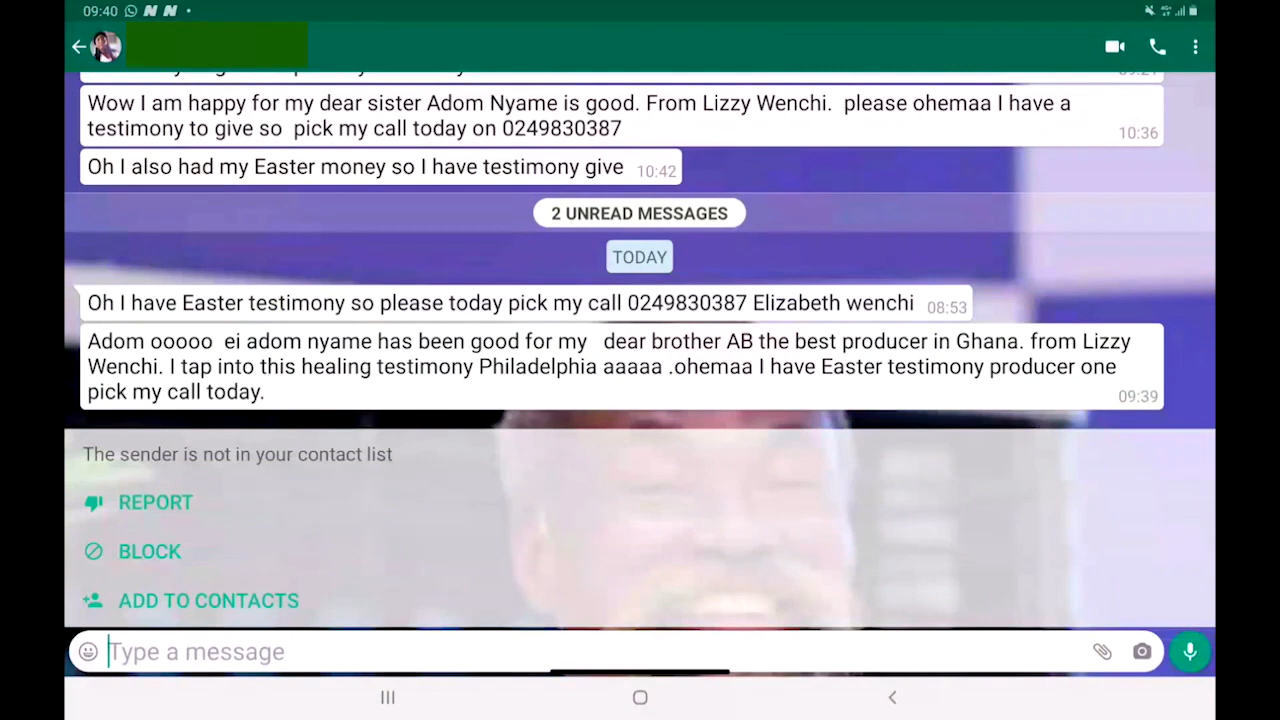 09:40
Wow I am happy for my dear sister Adom Nyame is good. From Lizzy Wenchi.  please ohemaa I have a
testimony to give so  pick my call today on 0249830387
10:36
Oh I also had my Easter money so I have testimony give
10:42
2 UNREAD MESSAGES
TODAY
Oh I have Easter testimony so please today pick my call 0249830387 Elizabeth wenchi
08:53
Adom ooooo  ei adom nyame has been good for my   dear brother AB the best producer in Ghana. from Lizzy
Wenchi. I tap into this healing testimony Philadelphia aaaaa .ohemaa I have Easter testimony producer one
pick my call today.
09:39
The sender is not in your contact list
REPORT
BLOCK
ADD TO CONTACTS
Type a message